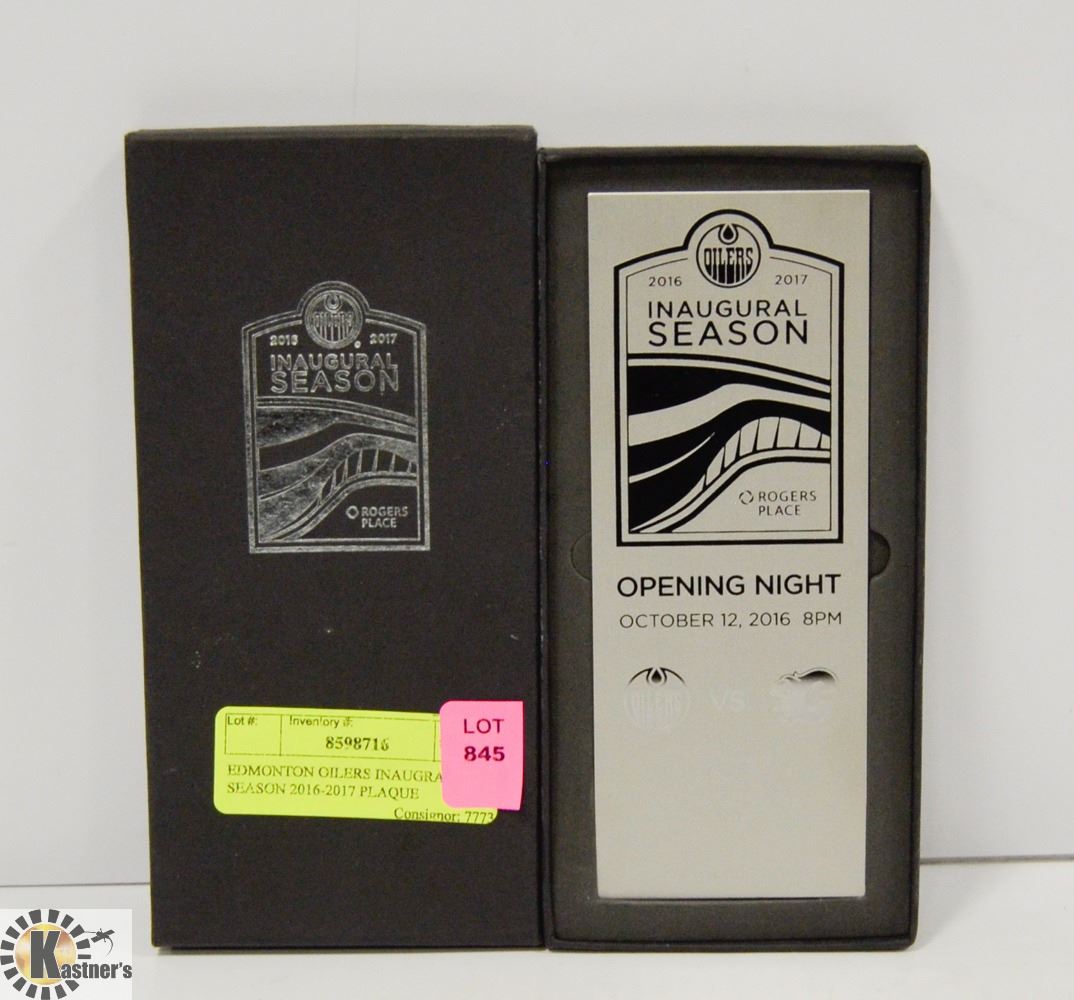 OILERS
2016 2017
INAUGURAL
SEASON
ROGERS
PLACE
Lot #: Inventory #:
8598716
EDMONTON OILERS INAUGRA
SEASON 2016-2017 PLAQUE
Consignor: 7773
LOT
845
OILERS
2016 2017
INAUGURAL
SEASON
ROGERS
PLACE
OPENING NIGHT
OCTOBER 12, 2016 8PM
OILERS VS.
Kastner's